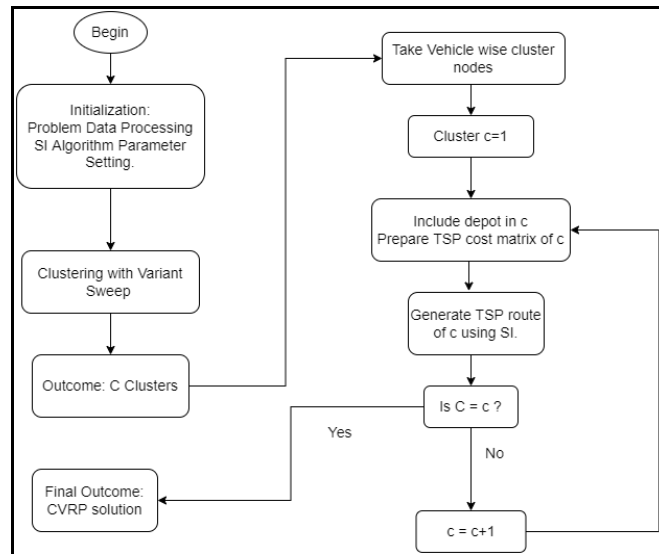 Begin
Initialization:
Problem Data Processing
SI Algorithm Parameter
Setting.
Clustering with Variant
Sweep
Outcome: C Clusters
Take Vehicle wise cluster
nodes
Cluster c=1
Include depot in c
Prepare TSP cost matrix of c
Generate TSP route
of c using SI.
Is C = c ?
Yes
No
c = c+1
Final Outcome:
CVRP solution